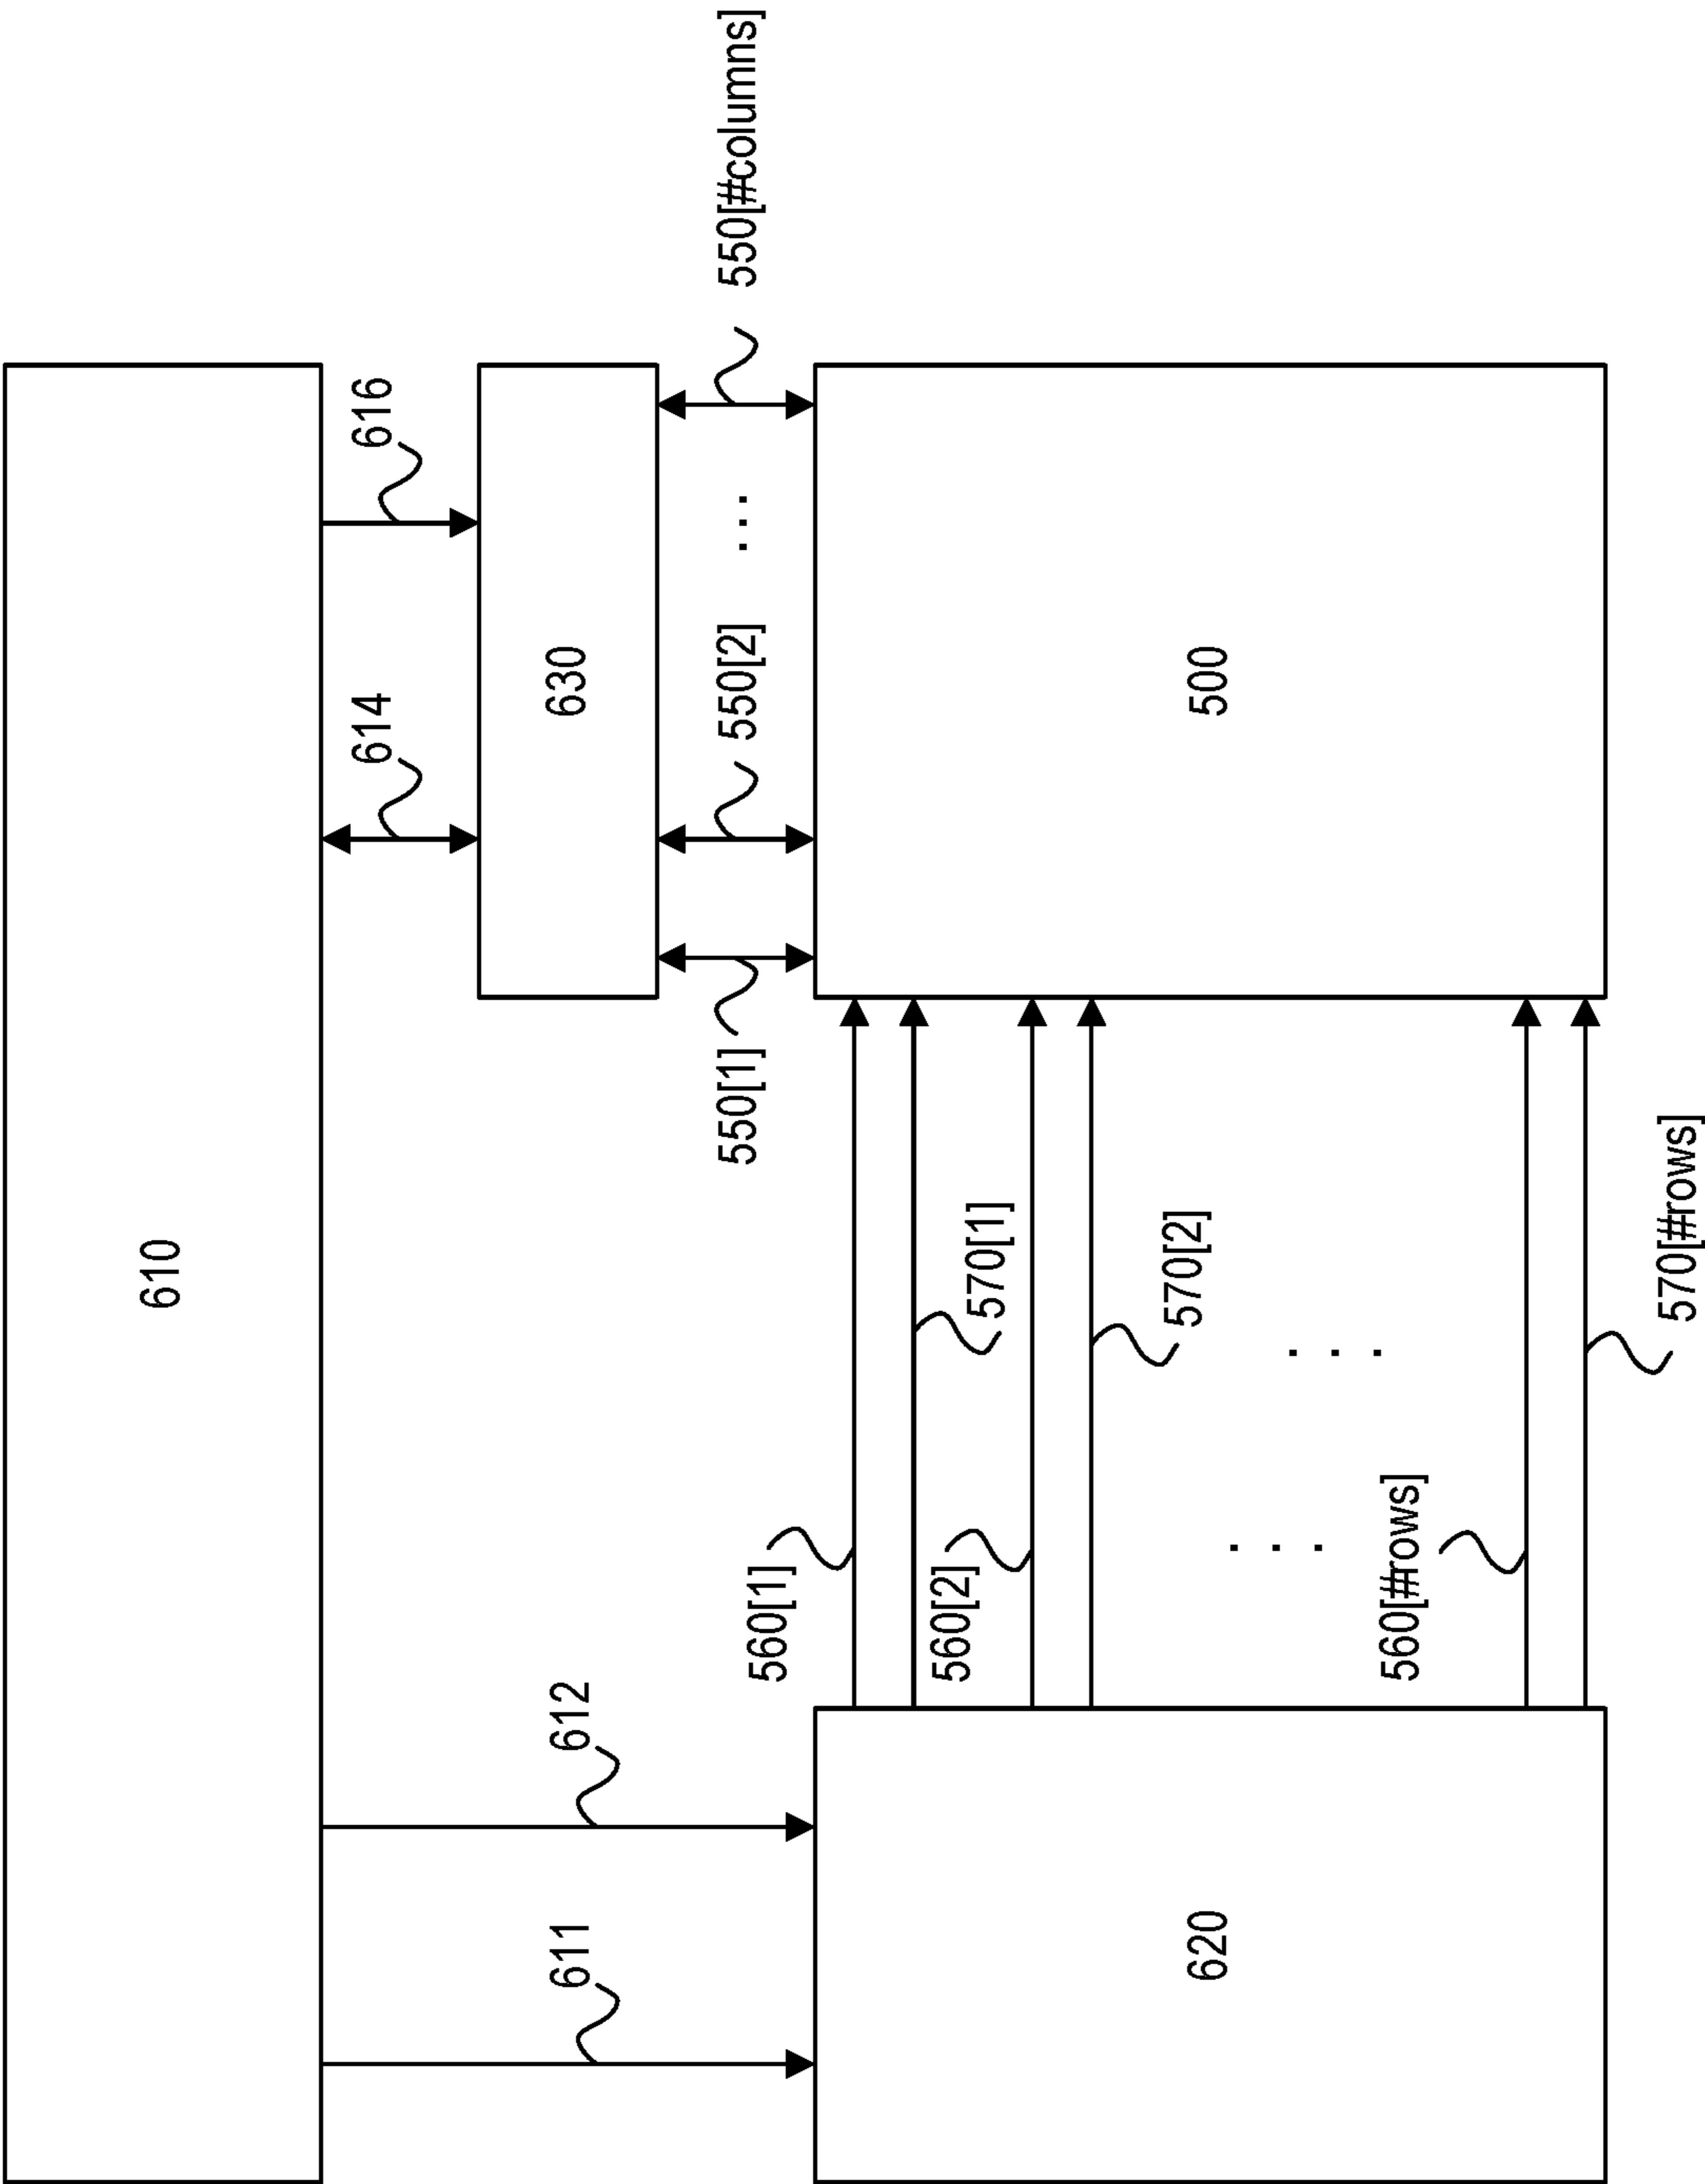 610
614
616
611
612
630
550[1]
550[2]
. . .
550[#columns]
560[1]
560[2]
570[1]
570[2]
620
500
. . .
. . .
560[#rows]
570[#rows]